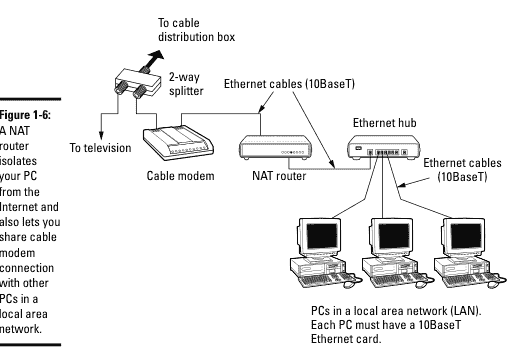 To cable
distribution box
2-way
splitter
Ethernet cables (10BaseT)
Ethernet hub
To television
Cable modem
NAT router
Ethernet cables
(10BaseT)
PCs in a local area network (LAN).
Each PC must have a 10BaseT
Ethernet card.
Figure 1-6:
A NAT
router
isolates
your PC
from the
Internet and
also lets you
share cable
modem
connection
with other
PCs in a
local area
network.